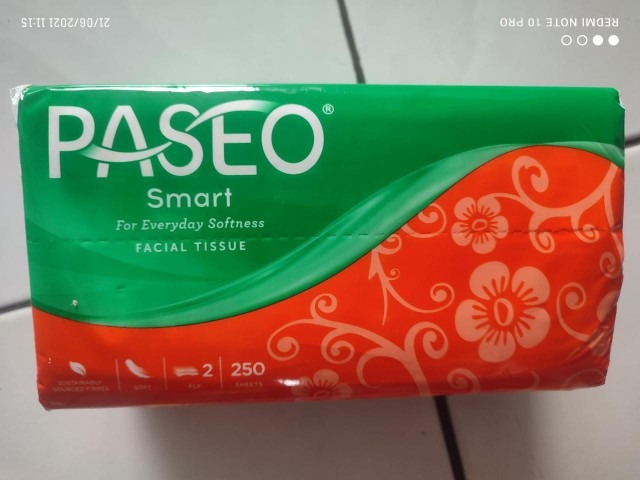 PASEO®
Smart
For Everyday Softness
FACIAL TISSUE
SUSTAINABLY
SOURCED FIBRES
SOFT
2
PLY
250
SHEETS
REDMI NOTE 10 PRO
21/06/2021 11:15